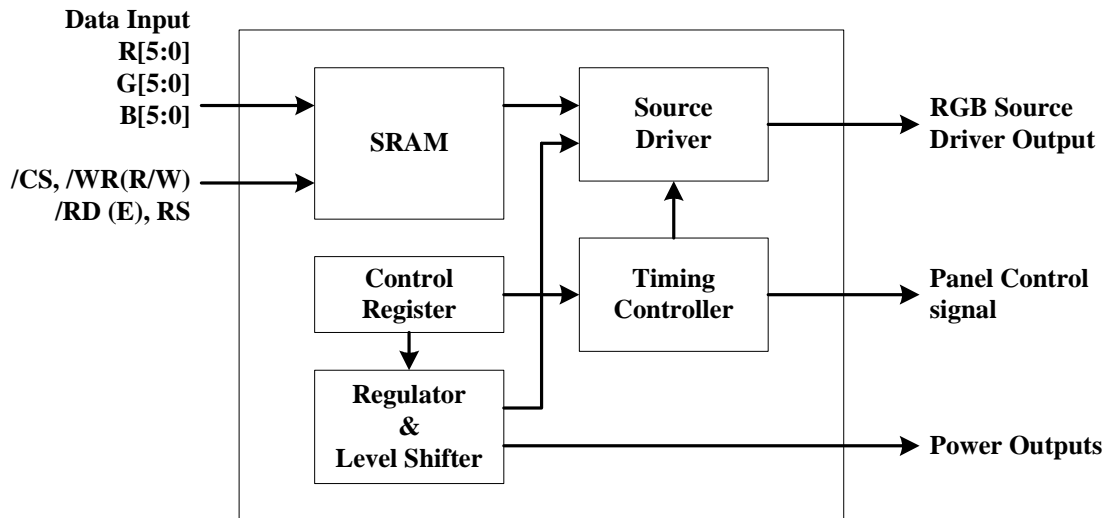 Data Input
R[5:0]
G[5:0]
B[5:0]
/CS, /WR(R/W)
/RD (E), RS
SRAM
Source
Driver
RGB Source
Driver Output
Control
Register
Timing
Controller
Panel Control
signal
Regulator
&
Level Shifter
Power Outputs